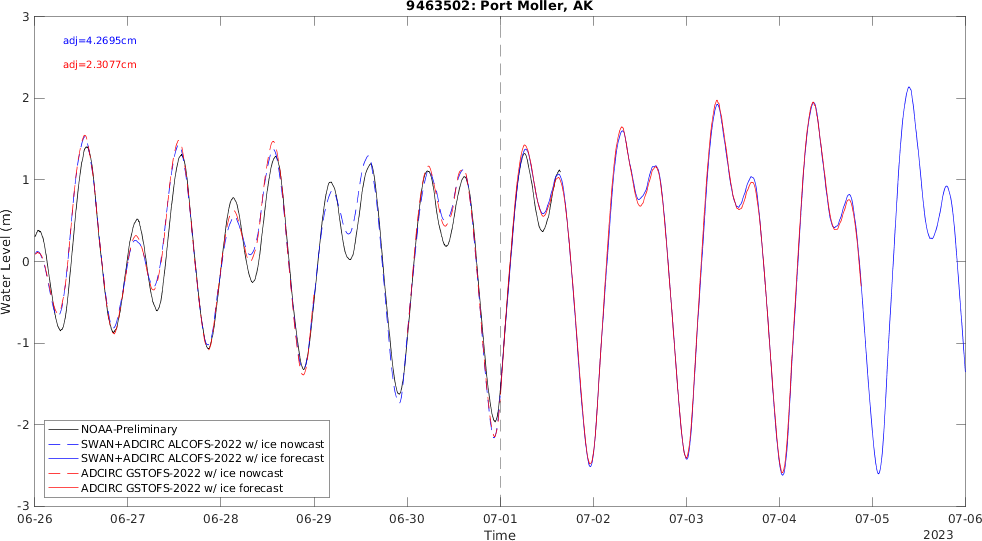 9463502: Port Moller, AK
3
adj=4.2695cm
adj=2.3077cm
2
1
0
-1
-2
-3
Water Level (m)
NOAA-Preliminary
SWAN+ADCIRC ALCOFS-2022 w/ ice nowcast
SWAN+ADCIRC ALCOFS-2022 w/ ice forecast
ADCIRC GSTOFS-2022 w/ ice nowcast
ADCIRC GSTOFS-2022 w/ ice forecast
06-26 06-27 06-28 06-29 06-30 07-01 07-02 07-03 07-04 07-05 07-06
Time
2023